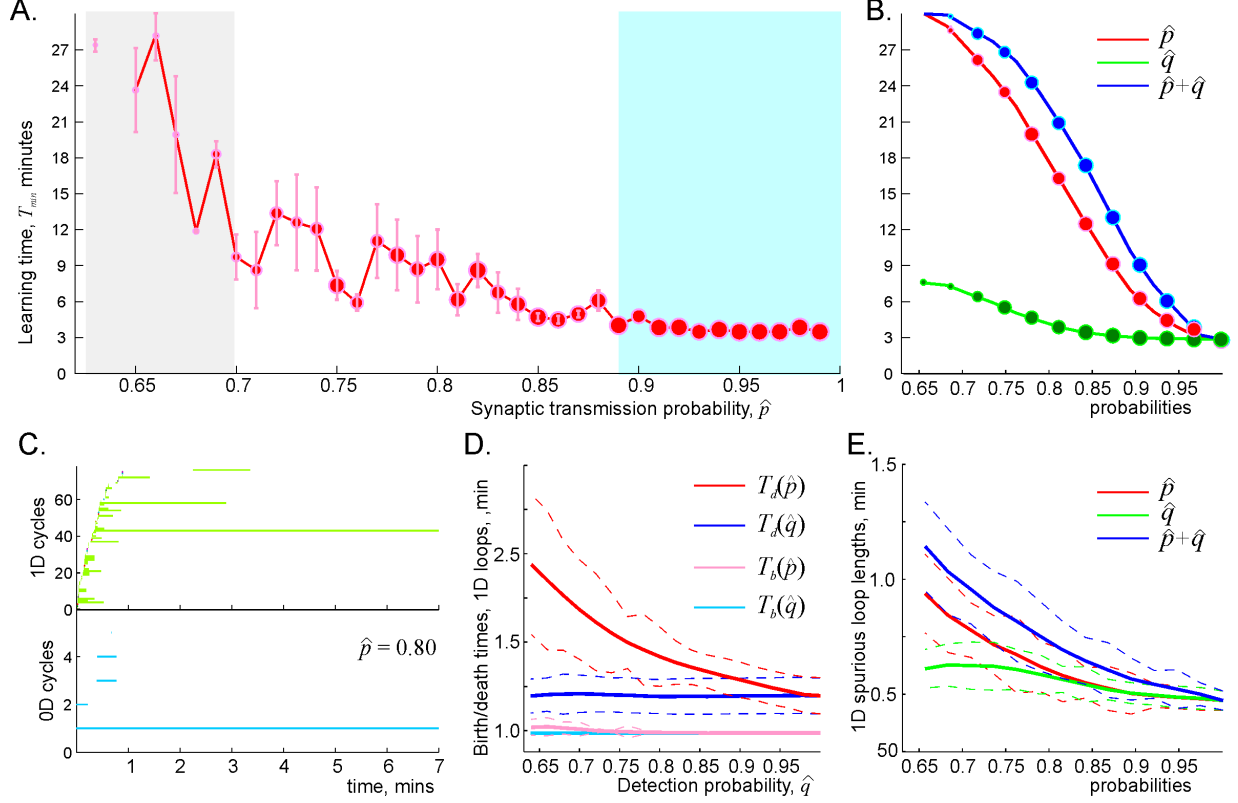 A.
Learning time, Tmin, minutes
27
24
21
18
15
12
9
6
3
0
0.65
0.7
0.75
0.8
0.85
0.9
0.95
1
Synaptic transmission probability, p̂
B.
p̂
q̂
p̂+q̂
27
24
21
18
15
12
9
6
3
0
0.65 0.7 0.75 0.8 0.85 0.9 0.95
probabilities
C.
1D cycles
60
40
20
0
0D cycles
p̂ = 0.80
4
2
0
1 2 3 4 5 6 7
time, mins
D.
Birth/death times, 1D loops, ,min
Td(p̂)
Td(q̂)
Tb(p̂)
Tb(q̂)
2.5
1.5
1.0
0.65 0.7 0.75 0.8 0.85 0.9 0.95
Detection probability, q̂
E.
1D spurious loop lengths, min
p̂
q̂
p̂+q̂
1.5
1.0
0.5
50
0.65 0.7 0.75 0.8 0.85 0.9 0.95
probabilities